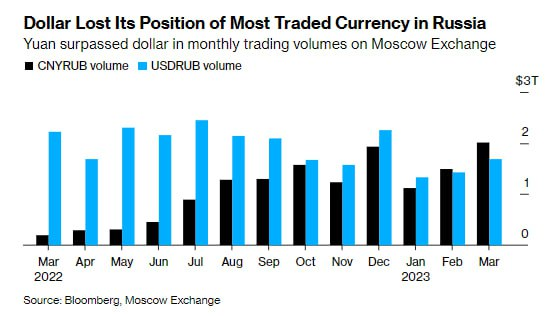 Dollar Lost Its Position of Most Traded Currency in Russia
Yuan surpassed dollar in monthly trading volumes on Moscow Exchange
CNYRUB volume USDRUB volume
$3T
2
1
0
Mar Apr May Jun Jul Aug Sep Oct Nov Dec Jan Feb Mar
2022 2023
Source: Bloomberg, Moscow Exchange